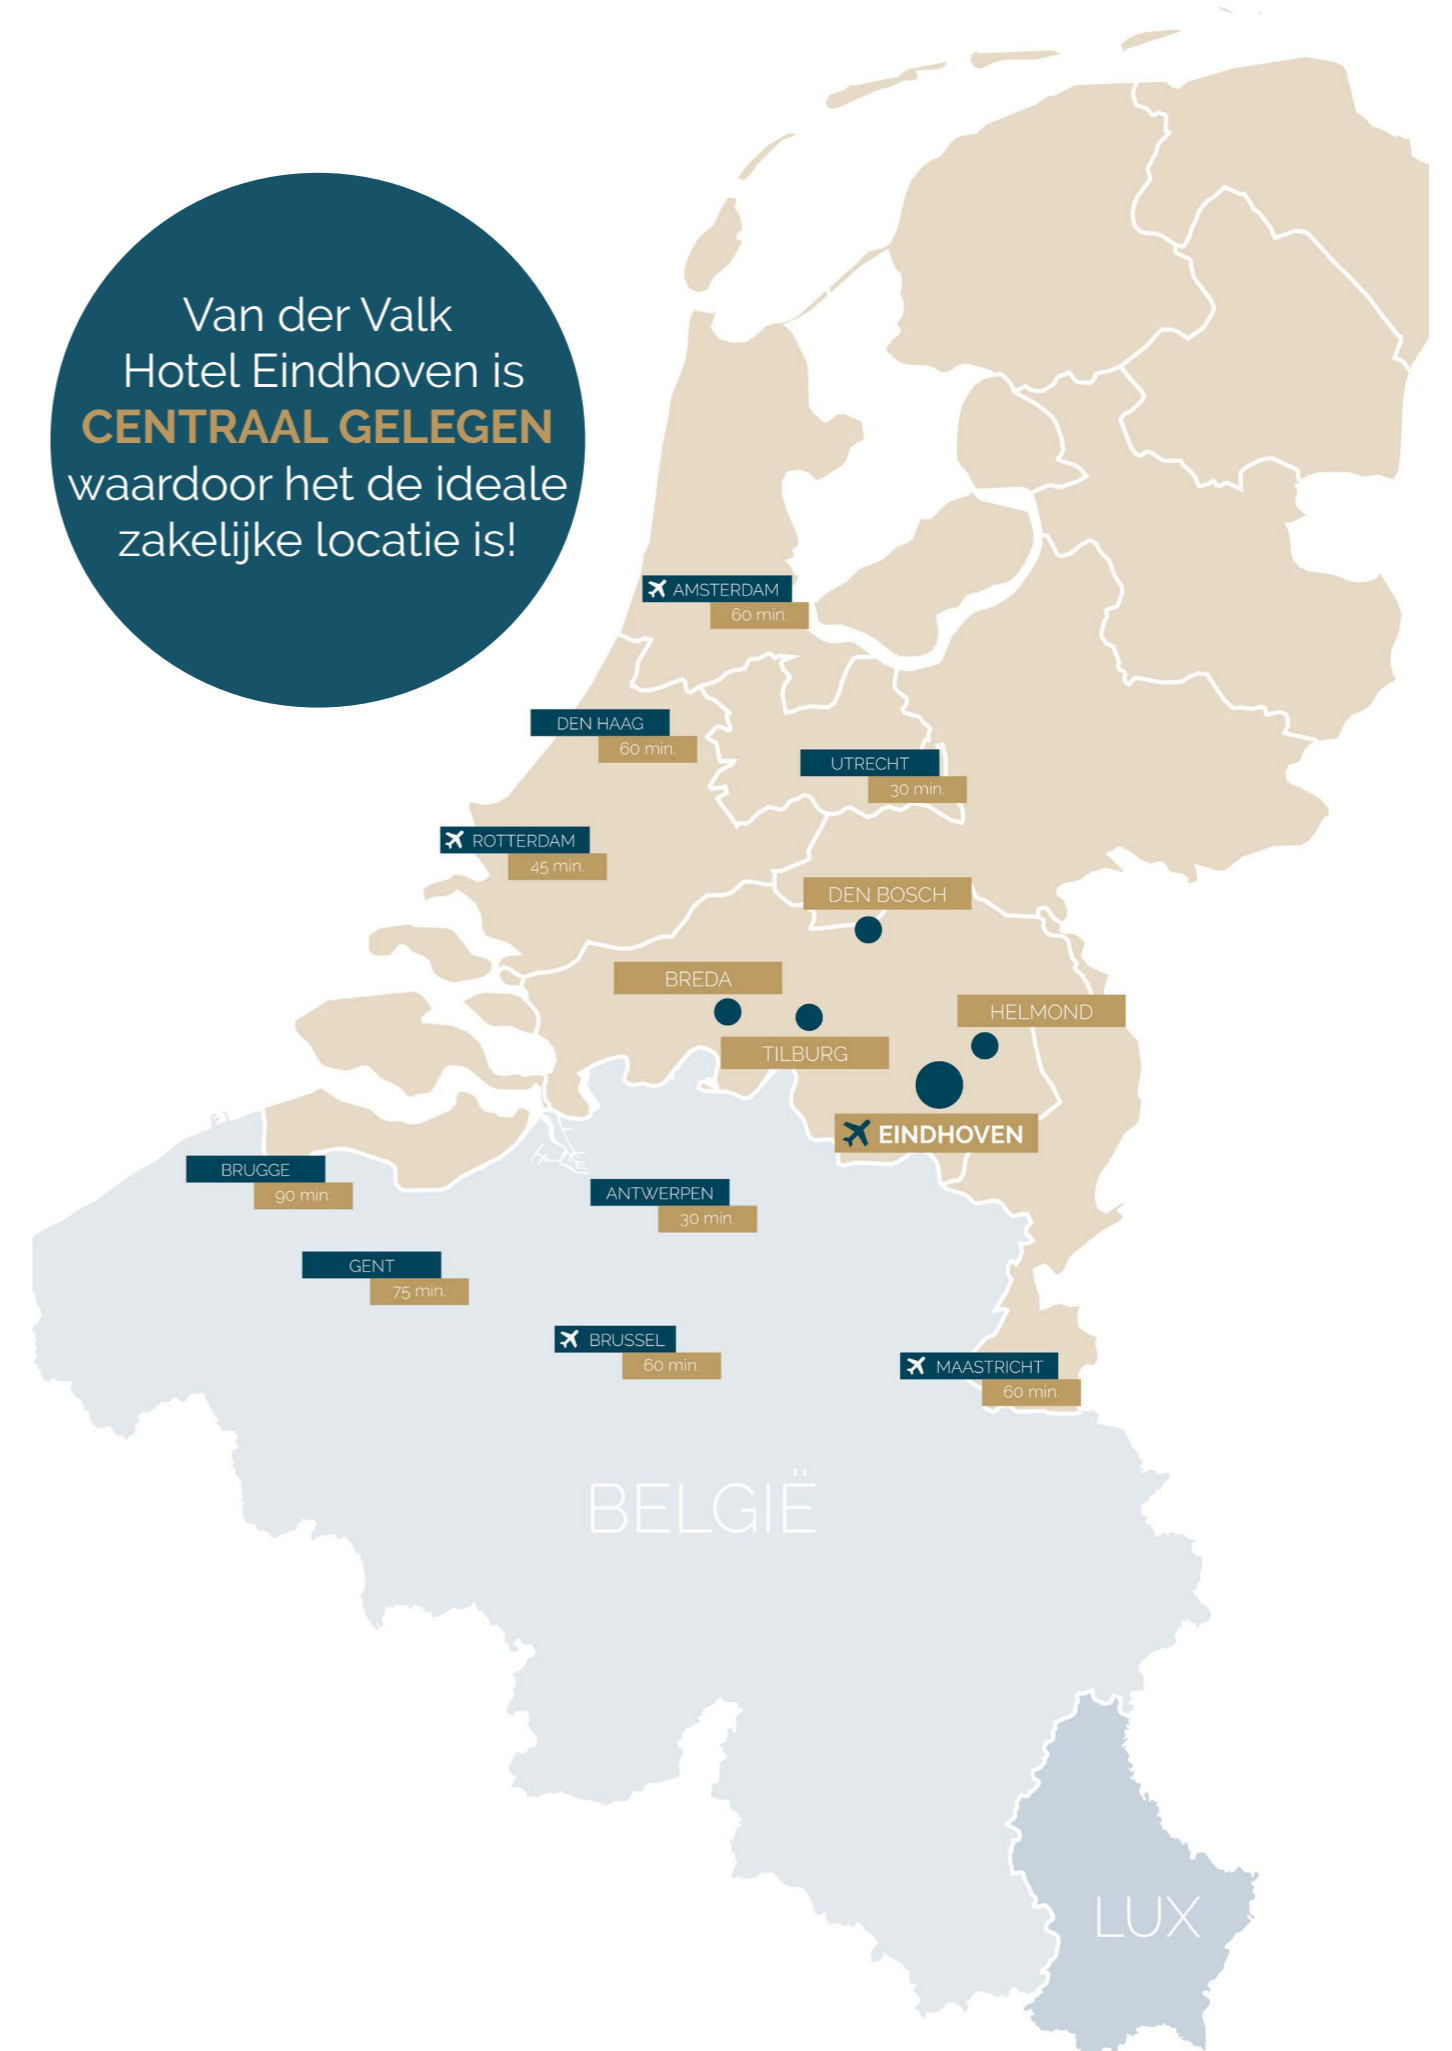 Van der Valk
Hotel Eindhoven is
CENTRAAL GELEGEN
waardoor het de ideale
zakelijke locatie is!
AMSTERDAM
60 min.
DEN HAAG
60 min.
UTRECHT
30 min.
ROTTERDAM
45 min.
DEN BOSCH
BREDA
HELMOND
TILBURG
EINDHOVEN
BRUGGE
90 min.
ANTWERPEN
30 min.
GENT
75 min.
BRUSSEL
60 min.
MAASTRICHT
60 min.
BELGIË
LUX